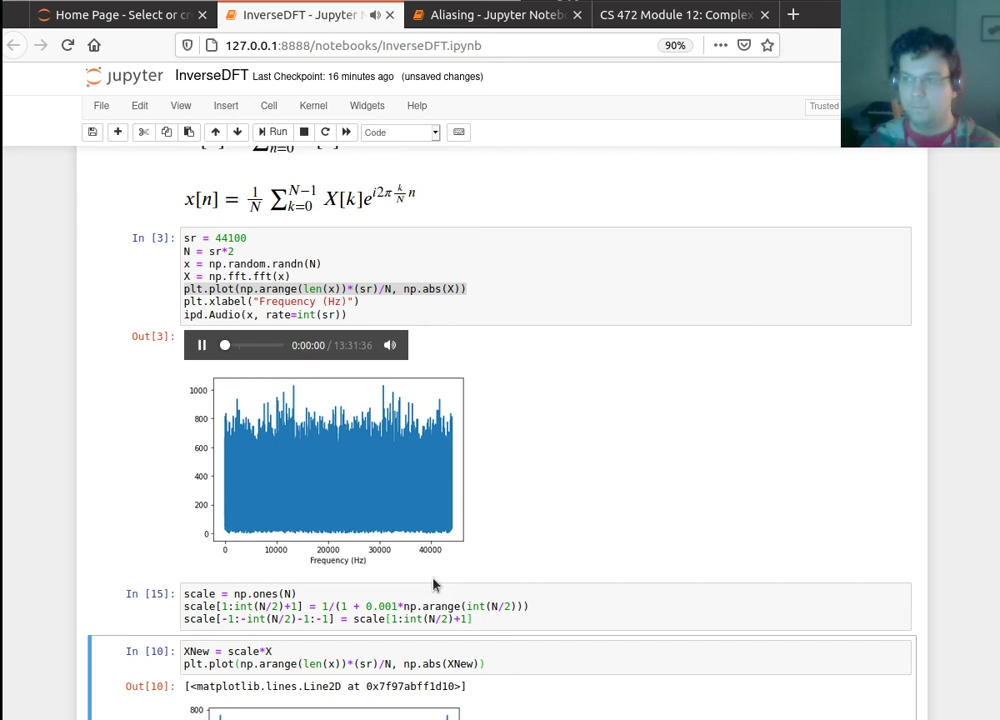 Home Page - Select or cr
InverseDFT - Jupyter
Aliasing - Jupyter Noteb
CS 472 Module 12: Complex
127.0.0.1:8888/notebooks/InverseDFT.ipynb
90%
jupyter InverseDFT Last Checkpoint: 16 minutes ago (unsaved changes)
File Edit View Insert Cell Kernel Widgets Help
Trusted
Run
Code
n=0
x[n] = 1/N ∑_{k=0}^{N−1} X[k]e^{i2π k/N n}
In [3]:
sr = 44100
N = sr*2
x = np.random.randn(N)
X = np.fft.fft(x)
plt.plot(np.arange(len(x))*(sr)/N, np.abs(X))
plt.xlabel("Frequency (Hz)")
ipd.Audio(x, rate=int(sr))
Out[3]:
0:00:00 / 13:31:36
1000
800
600
400
200
0
0 10000 20000 30000 40000
Frequency (Hz)
In [15]:
scale = np.ones(N)
scale[1:int(N/2)+1] = 1/(1 + 0.001*np.arange(int(N/2)))
scale[-1:-int(N/2)-1:-1] = scale[1:int(N/2)+1]
In [10]:
XNew = scale*X
plt.plot(np.arange(len(x))*(sr)/N, np.abs(XNew))
Out[10]:
[<matplotlib.lines.Line2D at 0x7f97abff1d10>]
800